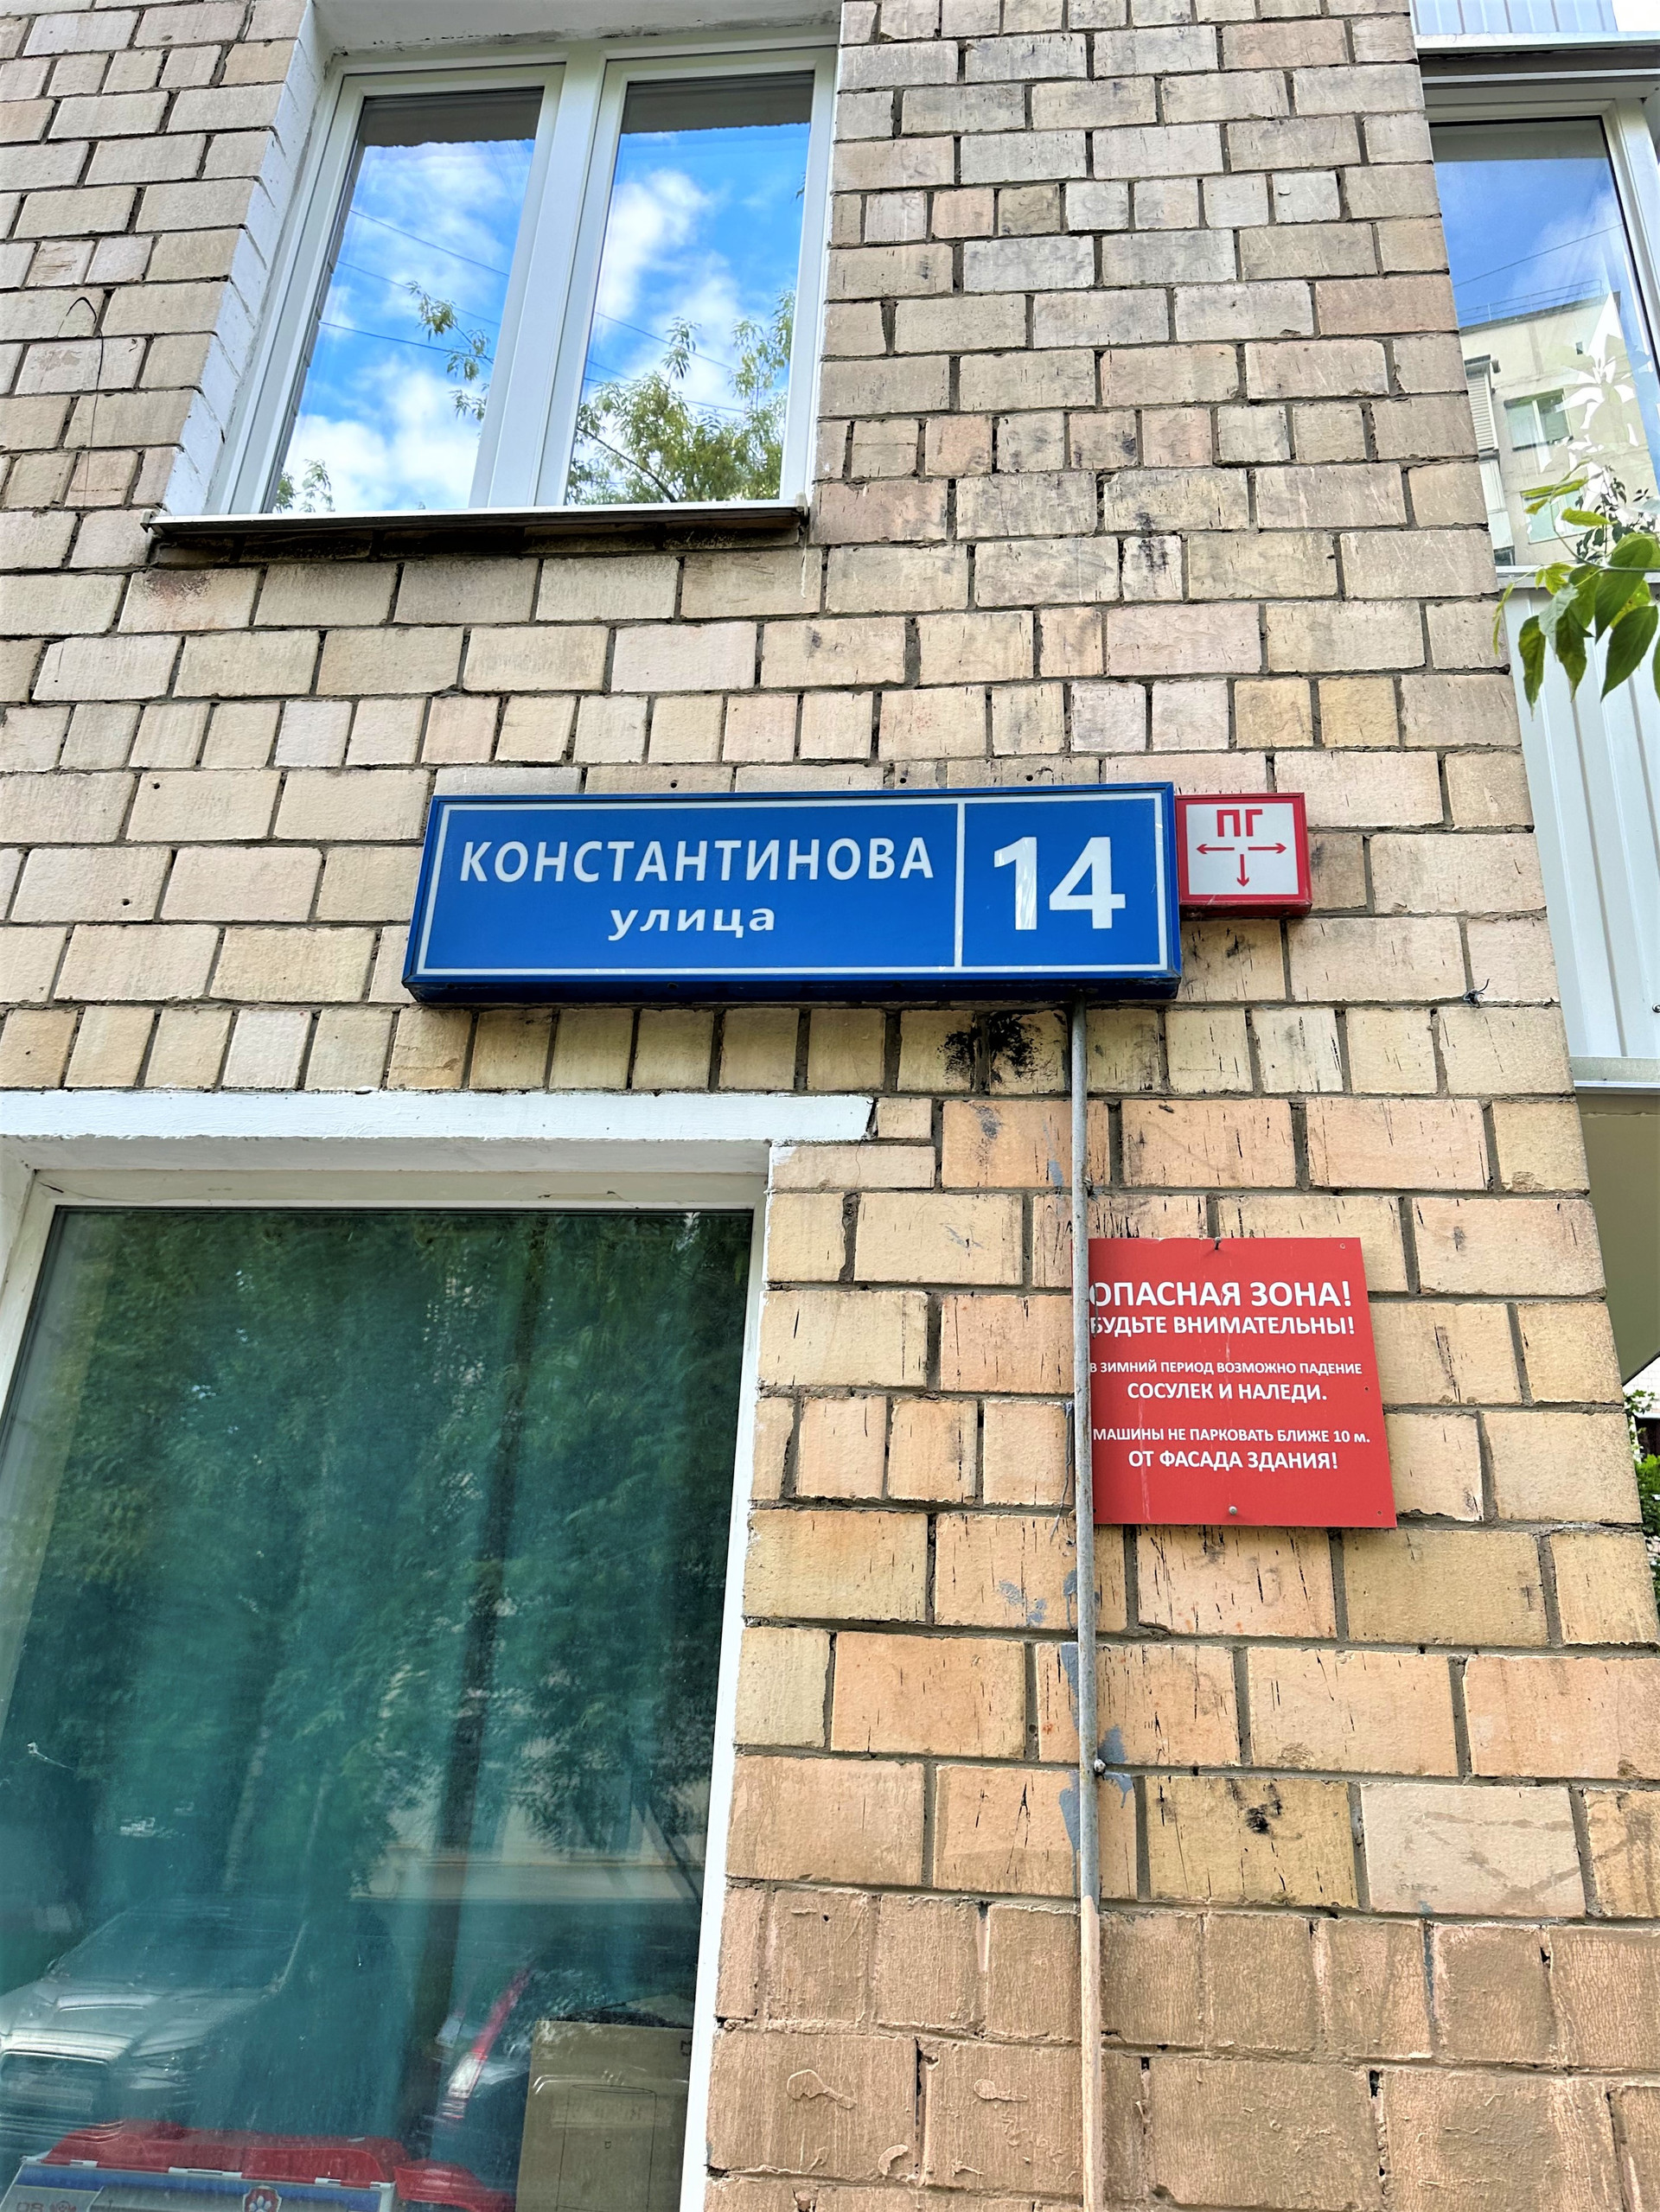 КОНСТАНТИНОВА
улица
14
ПГ
ОПАСНАЯ ЗОНА!
БУДЬТЕ ВНИМАТЕЛЬНЫ!
В ЗИМНИЙ ПЕРИОД ВОЗМОЖНО ПАДЕНИЕ
СОСУЛЕК И НАЛЕДИ.
МАШИНЫ НЕ ПАРКОВАТЬ БЛИЖЕ 10 м.
ОТ ФАСАДА ЗДАНИЯ!